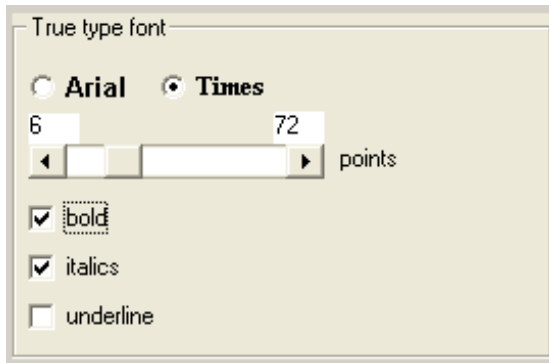 True type font
Arial Times
6 72
points
bold
italics
underline